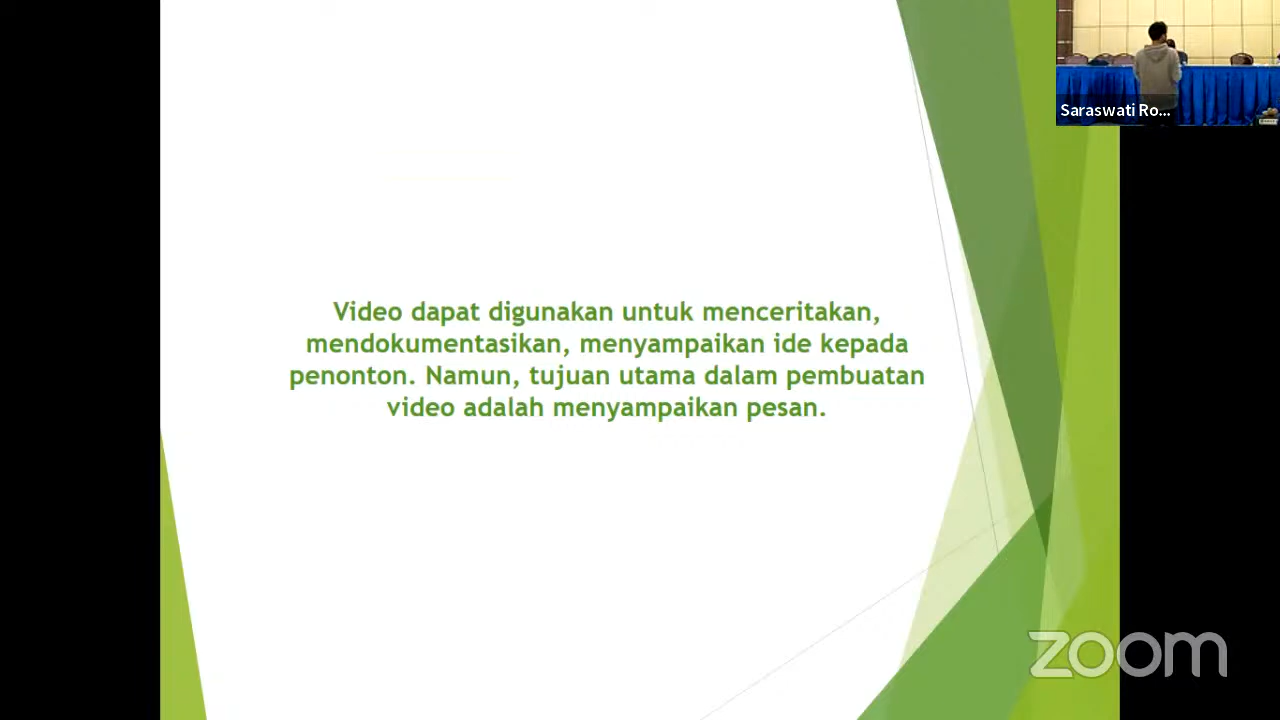 Saraswati Ro...
Video dapat digunakan untuk menceritakan,
mendokumentasikan, menyampaikan ide kepada
penonton. Namun, tujuan utama dalam pembuatan
video adalah menyampaikan pesan.
zoom